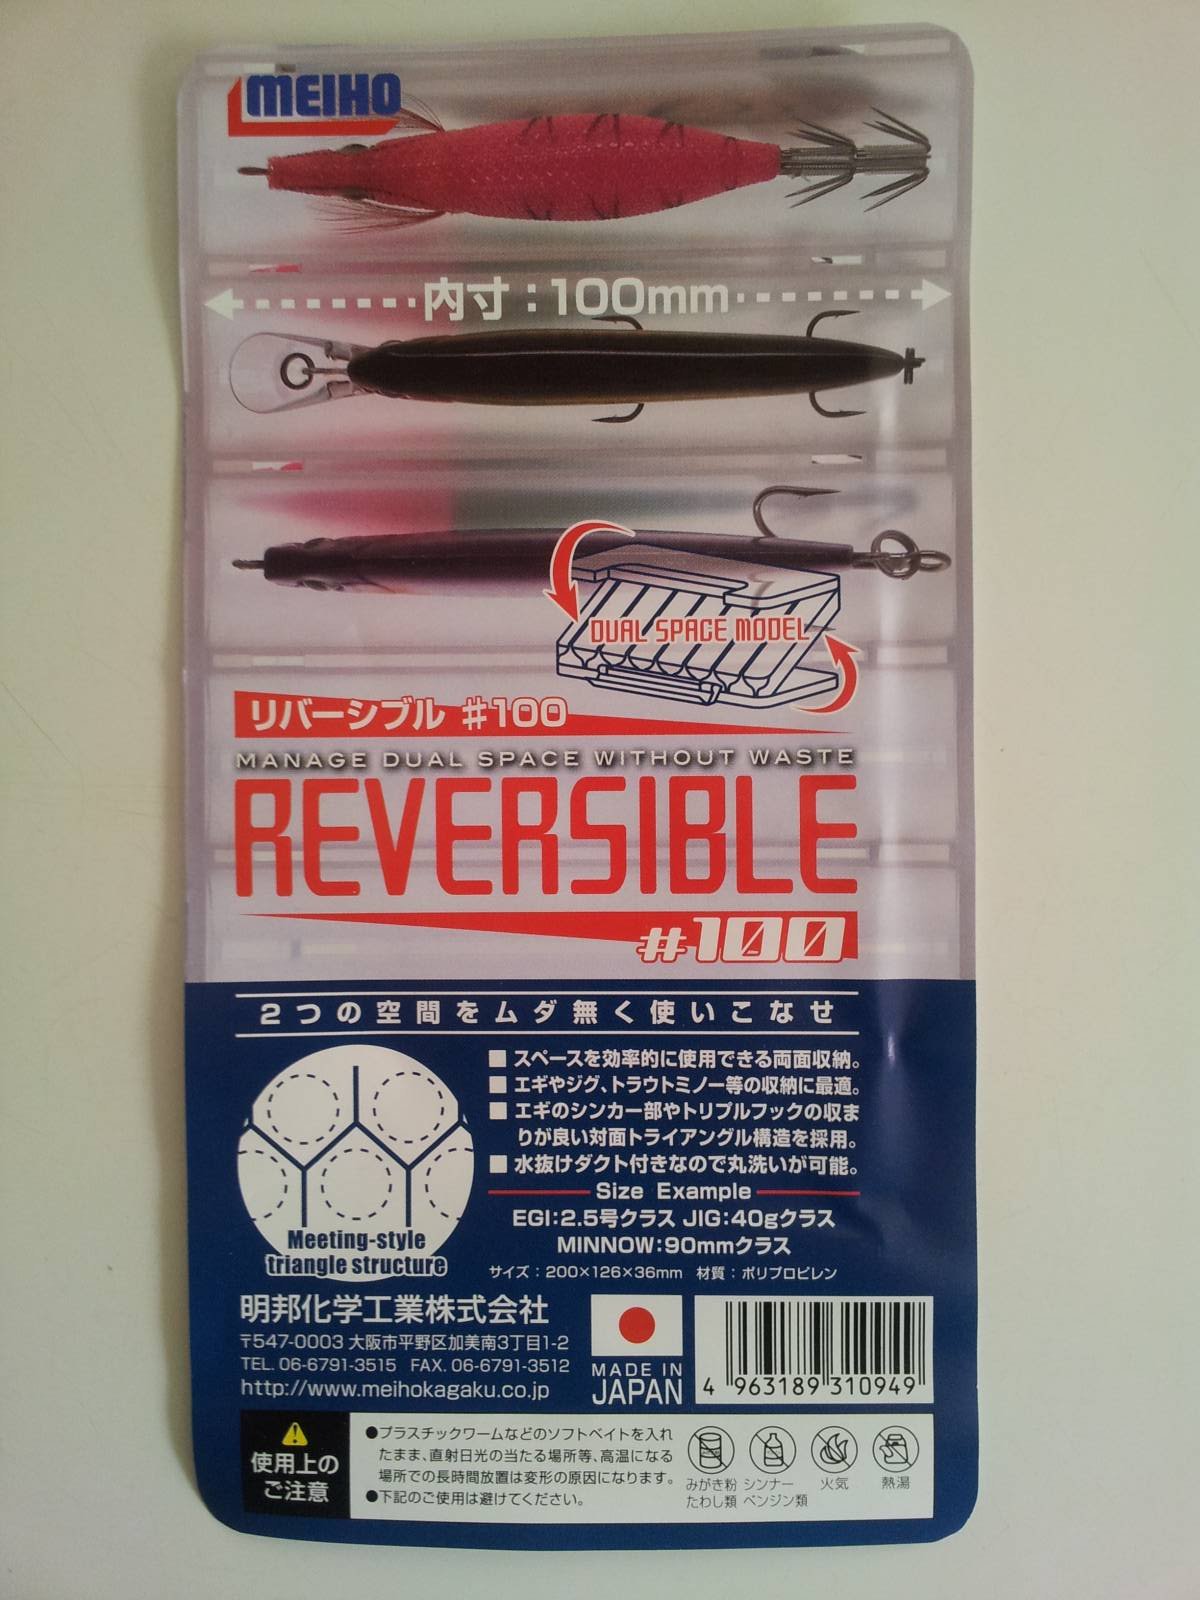 MEIHO
内寸：100mm
DUAL SPACE MODEL
リバーシブル #100
MANAGE DUAL SPACE WITHOUT WASTE
REVERSIBLE
#100
2つの空間をムダ無く使いこなせ
■ スペースを効率的に使用できる両面収納。
■ エギやジグ、トラウトミノー等の収納に最適。
■ エギのシンカー部やトリプルフックの収ま
りが良い対面トライアングル構造を採用。
■ 水抜けダクト付きなので丸洗いが可能。
Meeting-style
triangle structure
Size Example
EGI：2.5号クラス JIG：40gクラス
MINNOW：90mmクラス
サイズ：200×126×36mm 材質：ポリプロピレン
明邦化学工業株式会社
〒547-0003 大阪市平野区加美南3丁目1-2
TEL. 06-6791-3515 FAX. 06-6791-3512
http://www.meihokagaku.co.jp
MADE IN
JAPAN
4 963189 310949
使用上の
ご注意
●プラスチックワームなどのソフトベイトを入れ
たまま、直射日光の当たる場所等、高温になる
場所での長時間放置は変形の原因になります。
●下記のご使用は避けてください。
みがき粉
たわし類
シンナー
ベンジン類
火気
熱湯